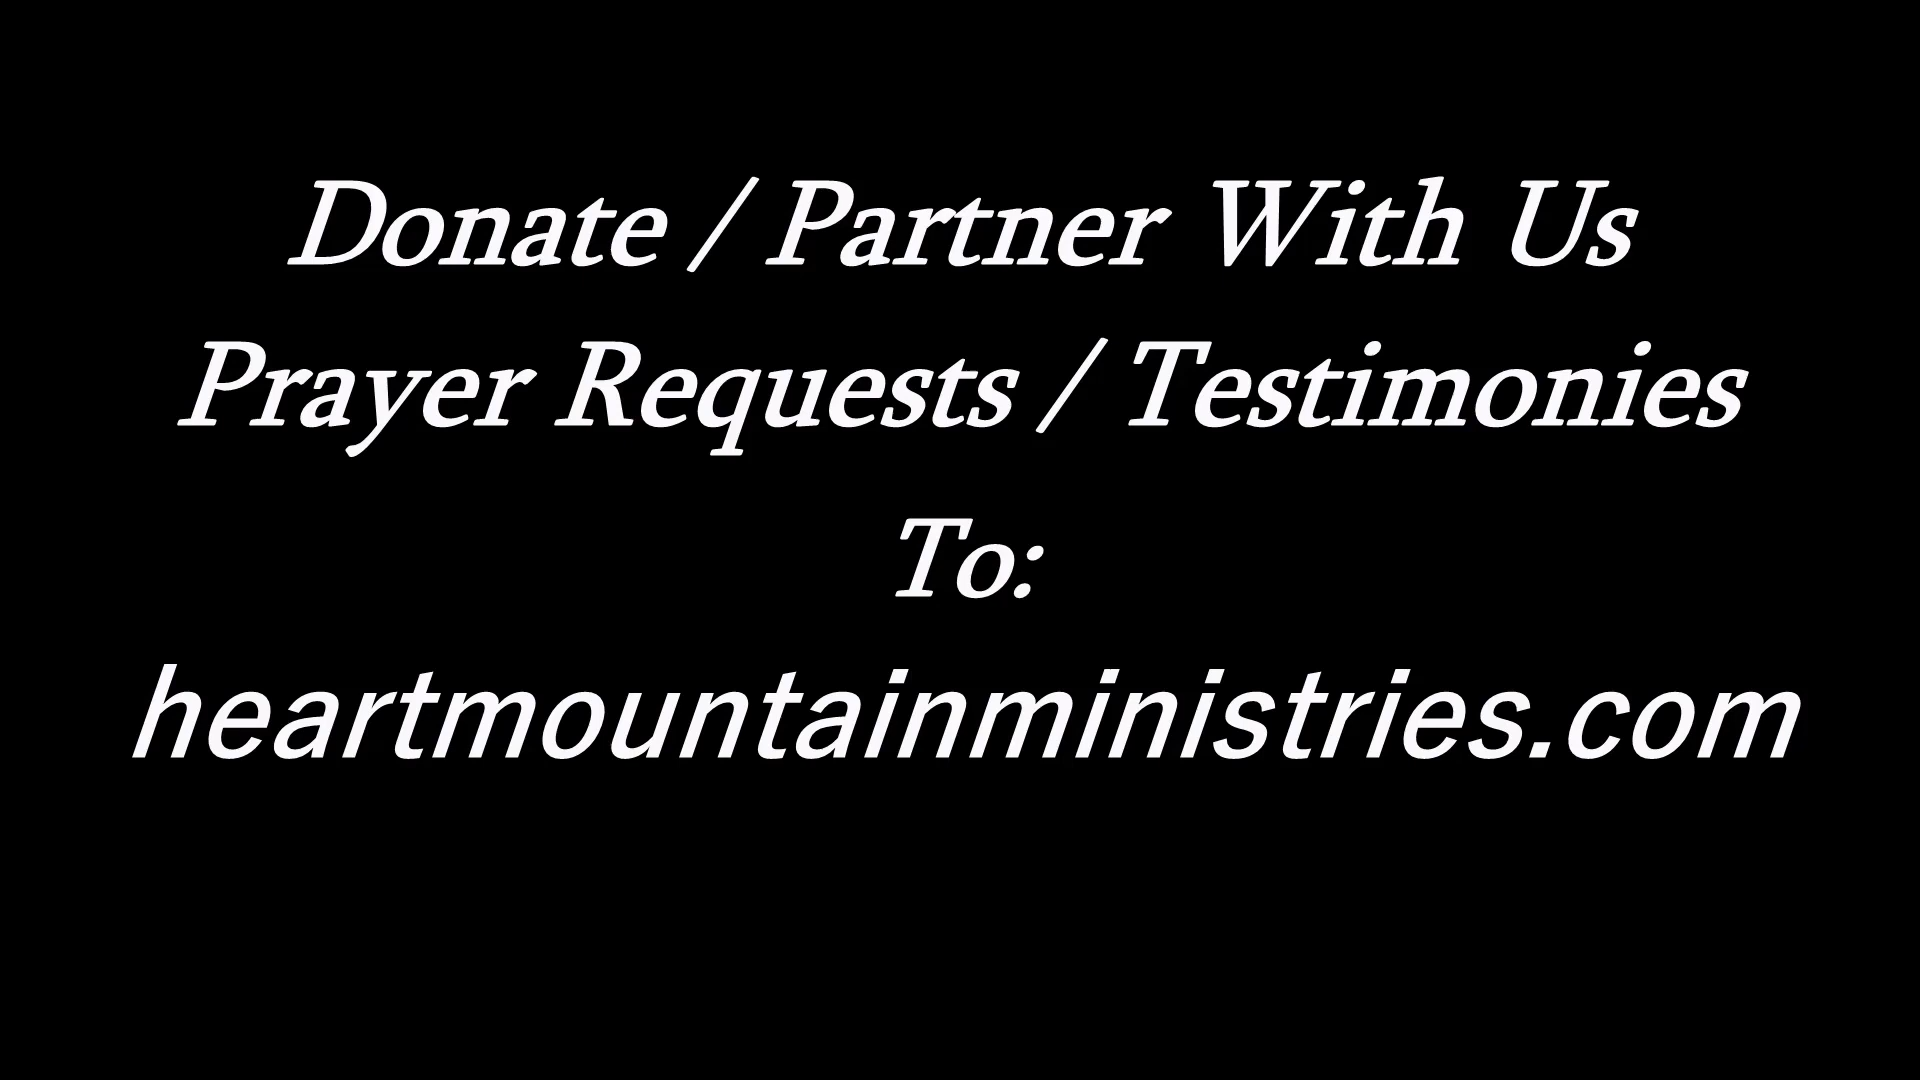 Donate / Partner With Us
Prayer Requests / Testimonies
To:
heartmountainministries.com